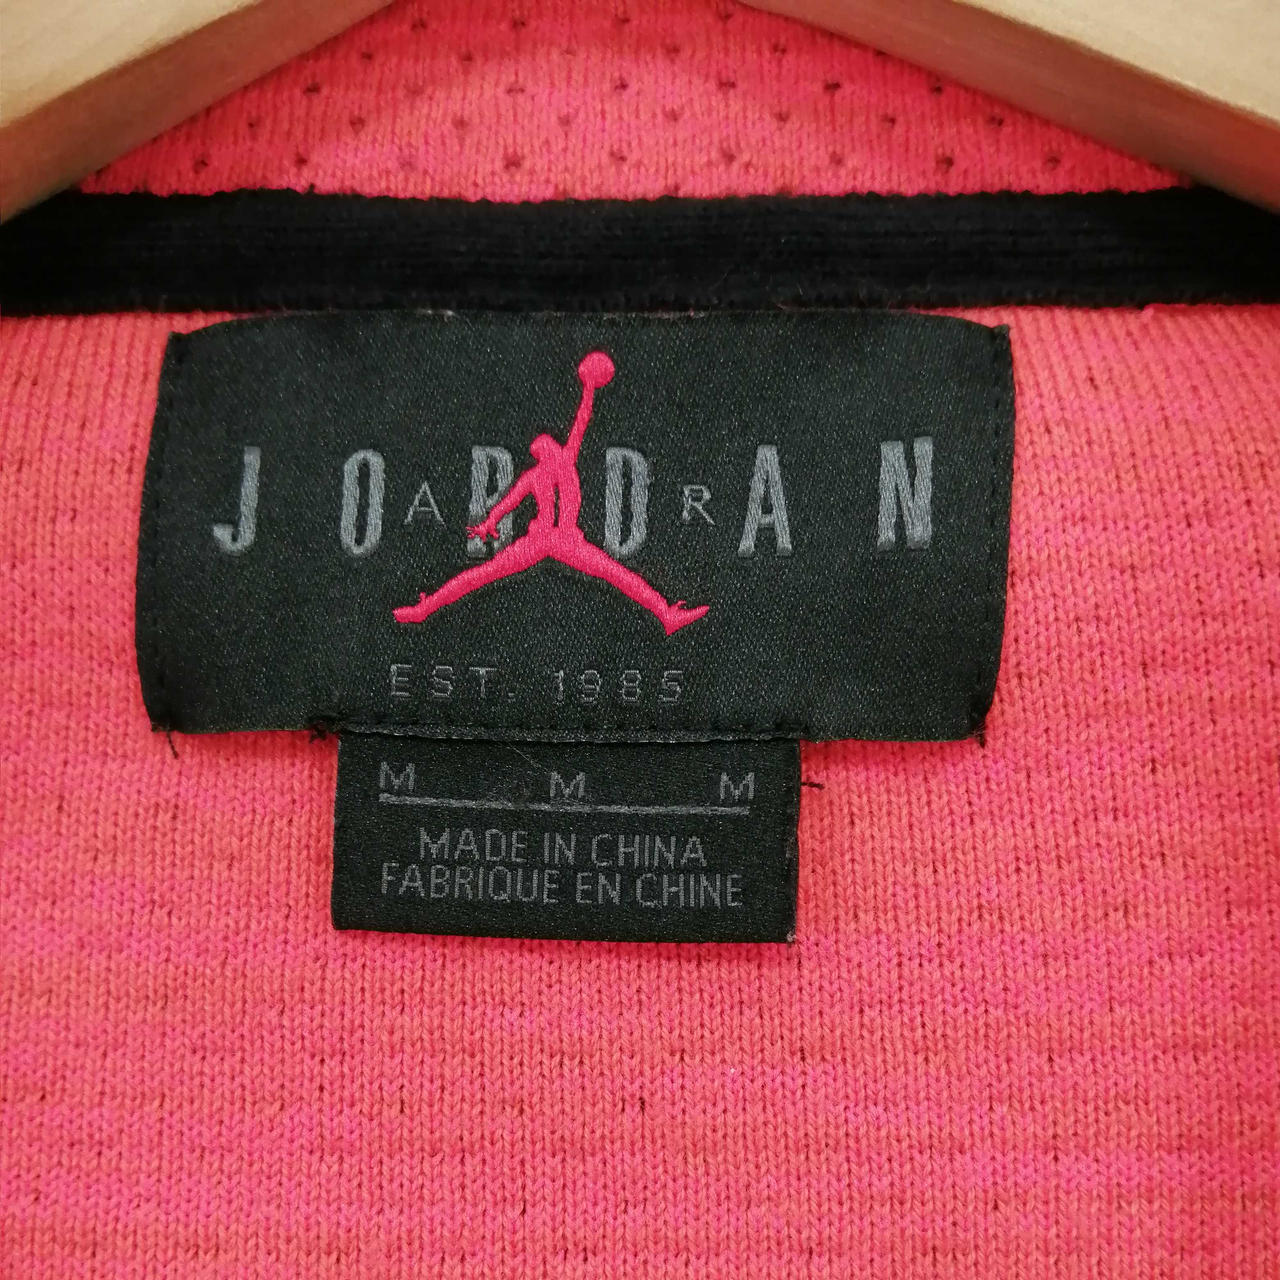 JORDAN
AIR
EST. 1985
M M M
MADE IN CHINA
FABRIQUE EN CHINE